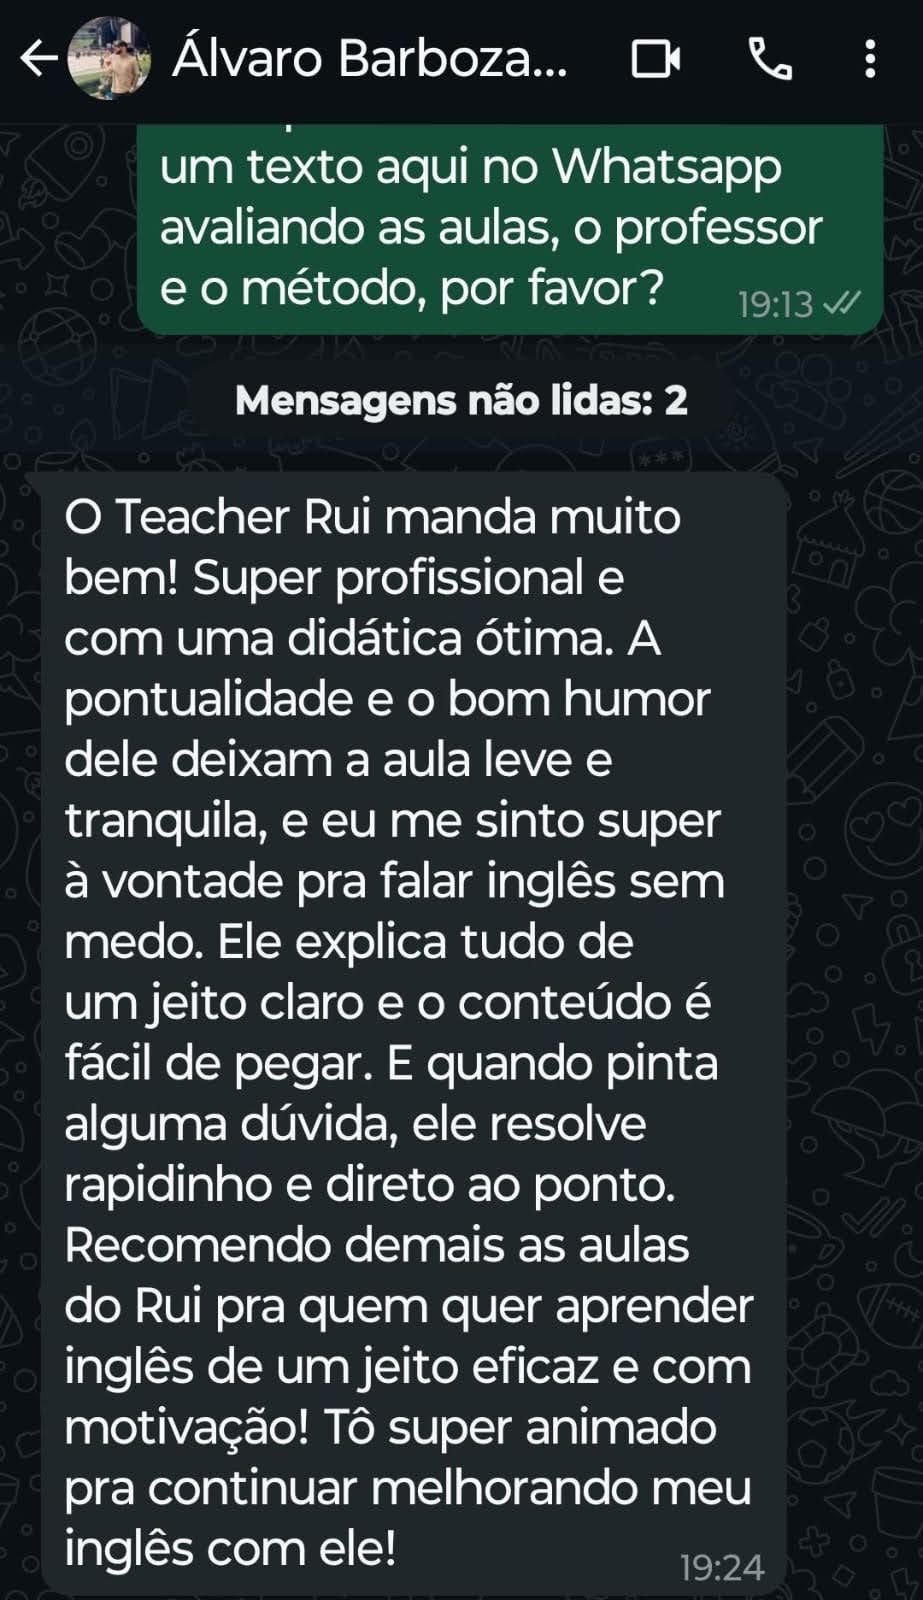 Álvaro Barboza...
um texto aqui no Whatsapp
avaliando as aulas, o professor
e o método, por favor?
19:13
Mensagens não lidas: 2
O Teacher Rui manda muito
bem! Super profissional e
com uma didática ótima. A
pontualidade e o bom humor
dele deixam a aula leve e
tranquila, e eu me sinto super
à vontade pra falar inglês sem
medo. Ele explica tudo de
um jeito claro e o conteúdo é
fácil de pegar. E quando pinta
alguma dúvida, ele resolve
rapidinho e direto ao ponto.
Recomendo demais as aulas
do Rui pra quem quer aprender
inglês de um jeito eficaz e com
motivação! Tô super animado
pra continuar melhorando meu
inglês com ele!
19:24